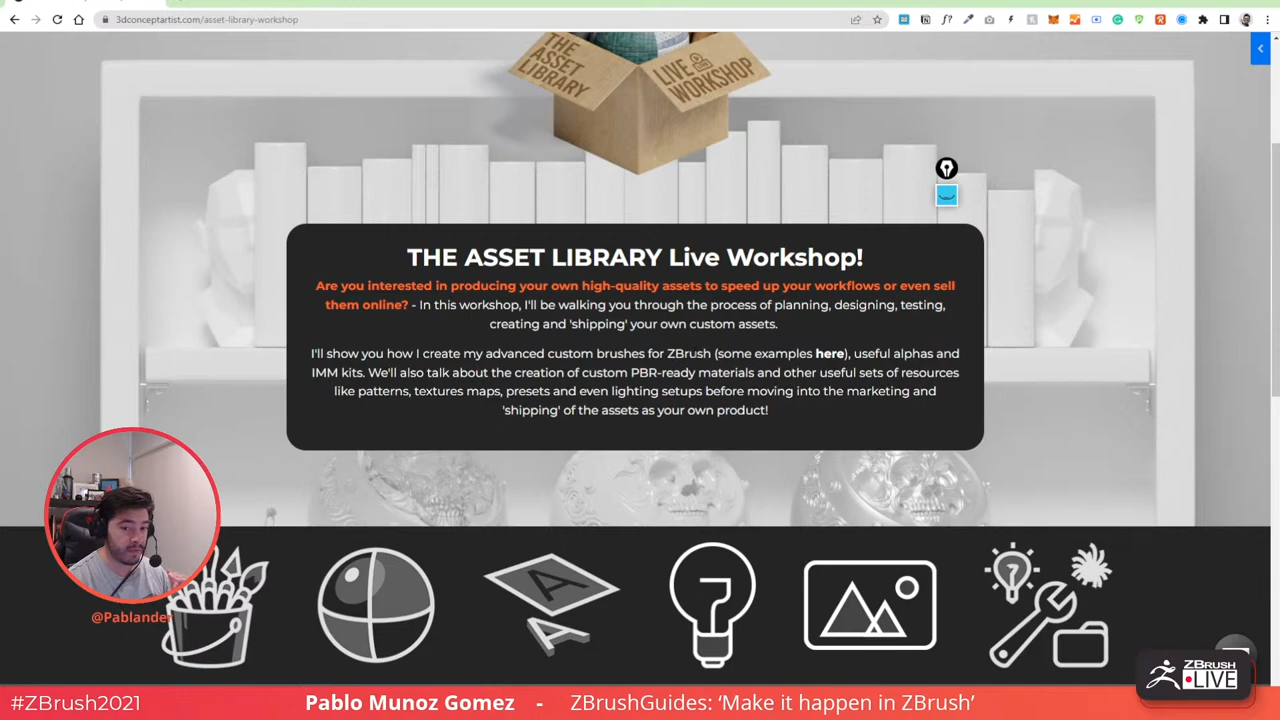 3dconceptartist.com/asset-library-workshop
THE ASSET LIBRARY
LIVE WORKSHOP
THE ASSET LIBRARY Live Workshop!
Are you interested in producing your own high-quality assets to speed up your workflows or even sell
them online? - In this workshop, I'll be walking you through the process of planning, designing, testing,
creating and 'shipping' your own custom assets.
I'll show you how I create my advanced custom brushes for ZBrush (some examples here), useful alphas and
IMM kits. We'll also talk about the creation of custom PBR-ready materials and other useful sets of resources
like patterns, textures maps, presets and even lighting setups before moving into the marketing and
'shipping' of the assets as your own product!
A
A
@Pablander
ZBRUSH
LIVE
#ZBrush2021
Pablo Munoz Gomez - ZBrushGuides: ‘Make it happen in ZBrush’